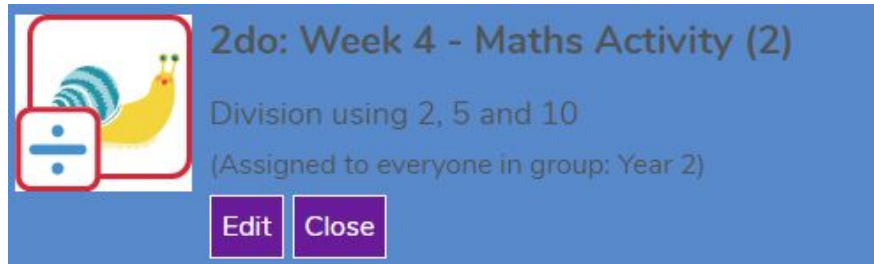 2do: Week 4 - Maths Activity (2)
Division using 2, 5 and 10
(Assigned to everyone in group: Year 2)
Edit Close